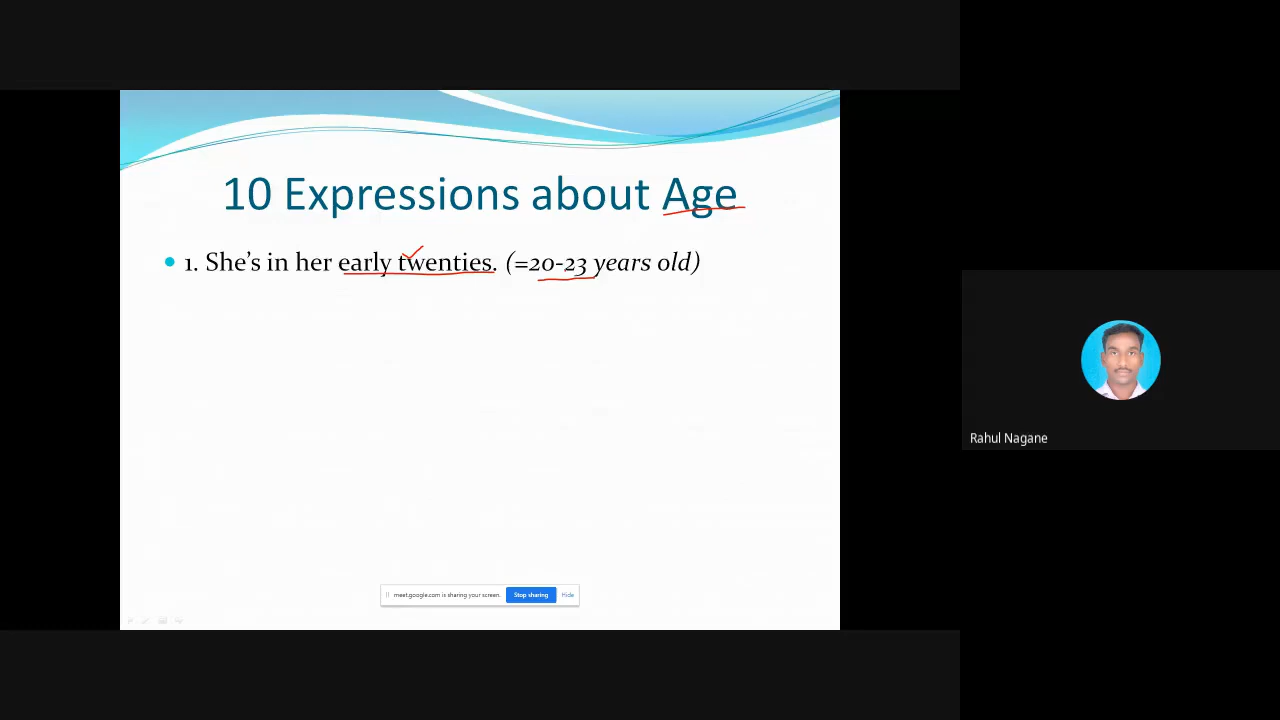 10 Expressions about Age
1. She's in her early twenties. (=20-23 years old)
meet.google.com is sharing your screen. Stop sharing Hide
Rahul Nagane